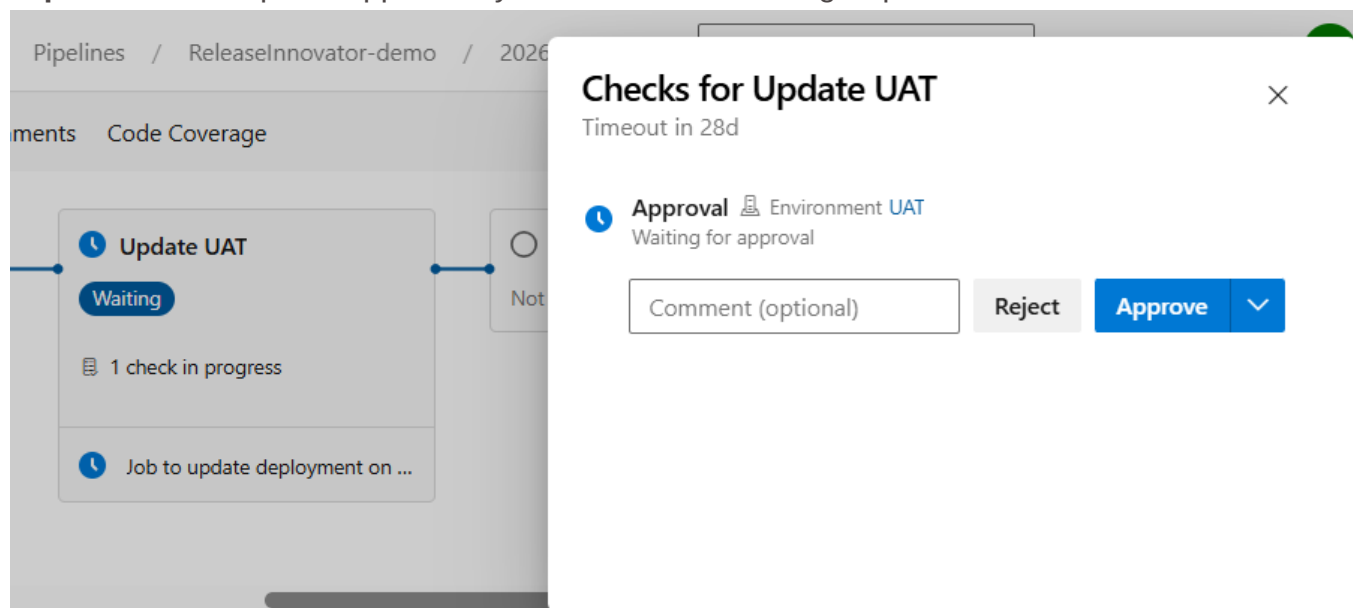 Pipelines / ReleaseInnovator-demo / 2026
Code Coverage
Update UAT
Waiting
1 check in progress
Job to update deployment on ...
Not
Checks for Update UAT
Timeout in 28d
Approval Environment UAT
Waiting for approval
Comment (optional) Reject Approve